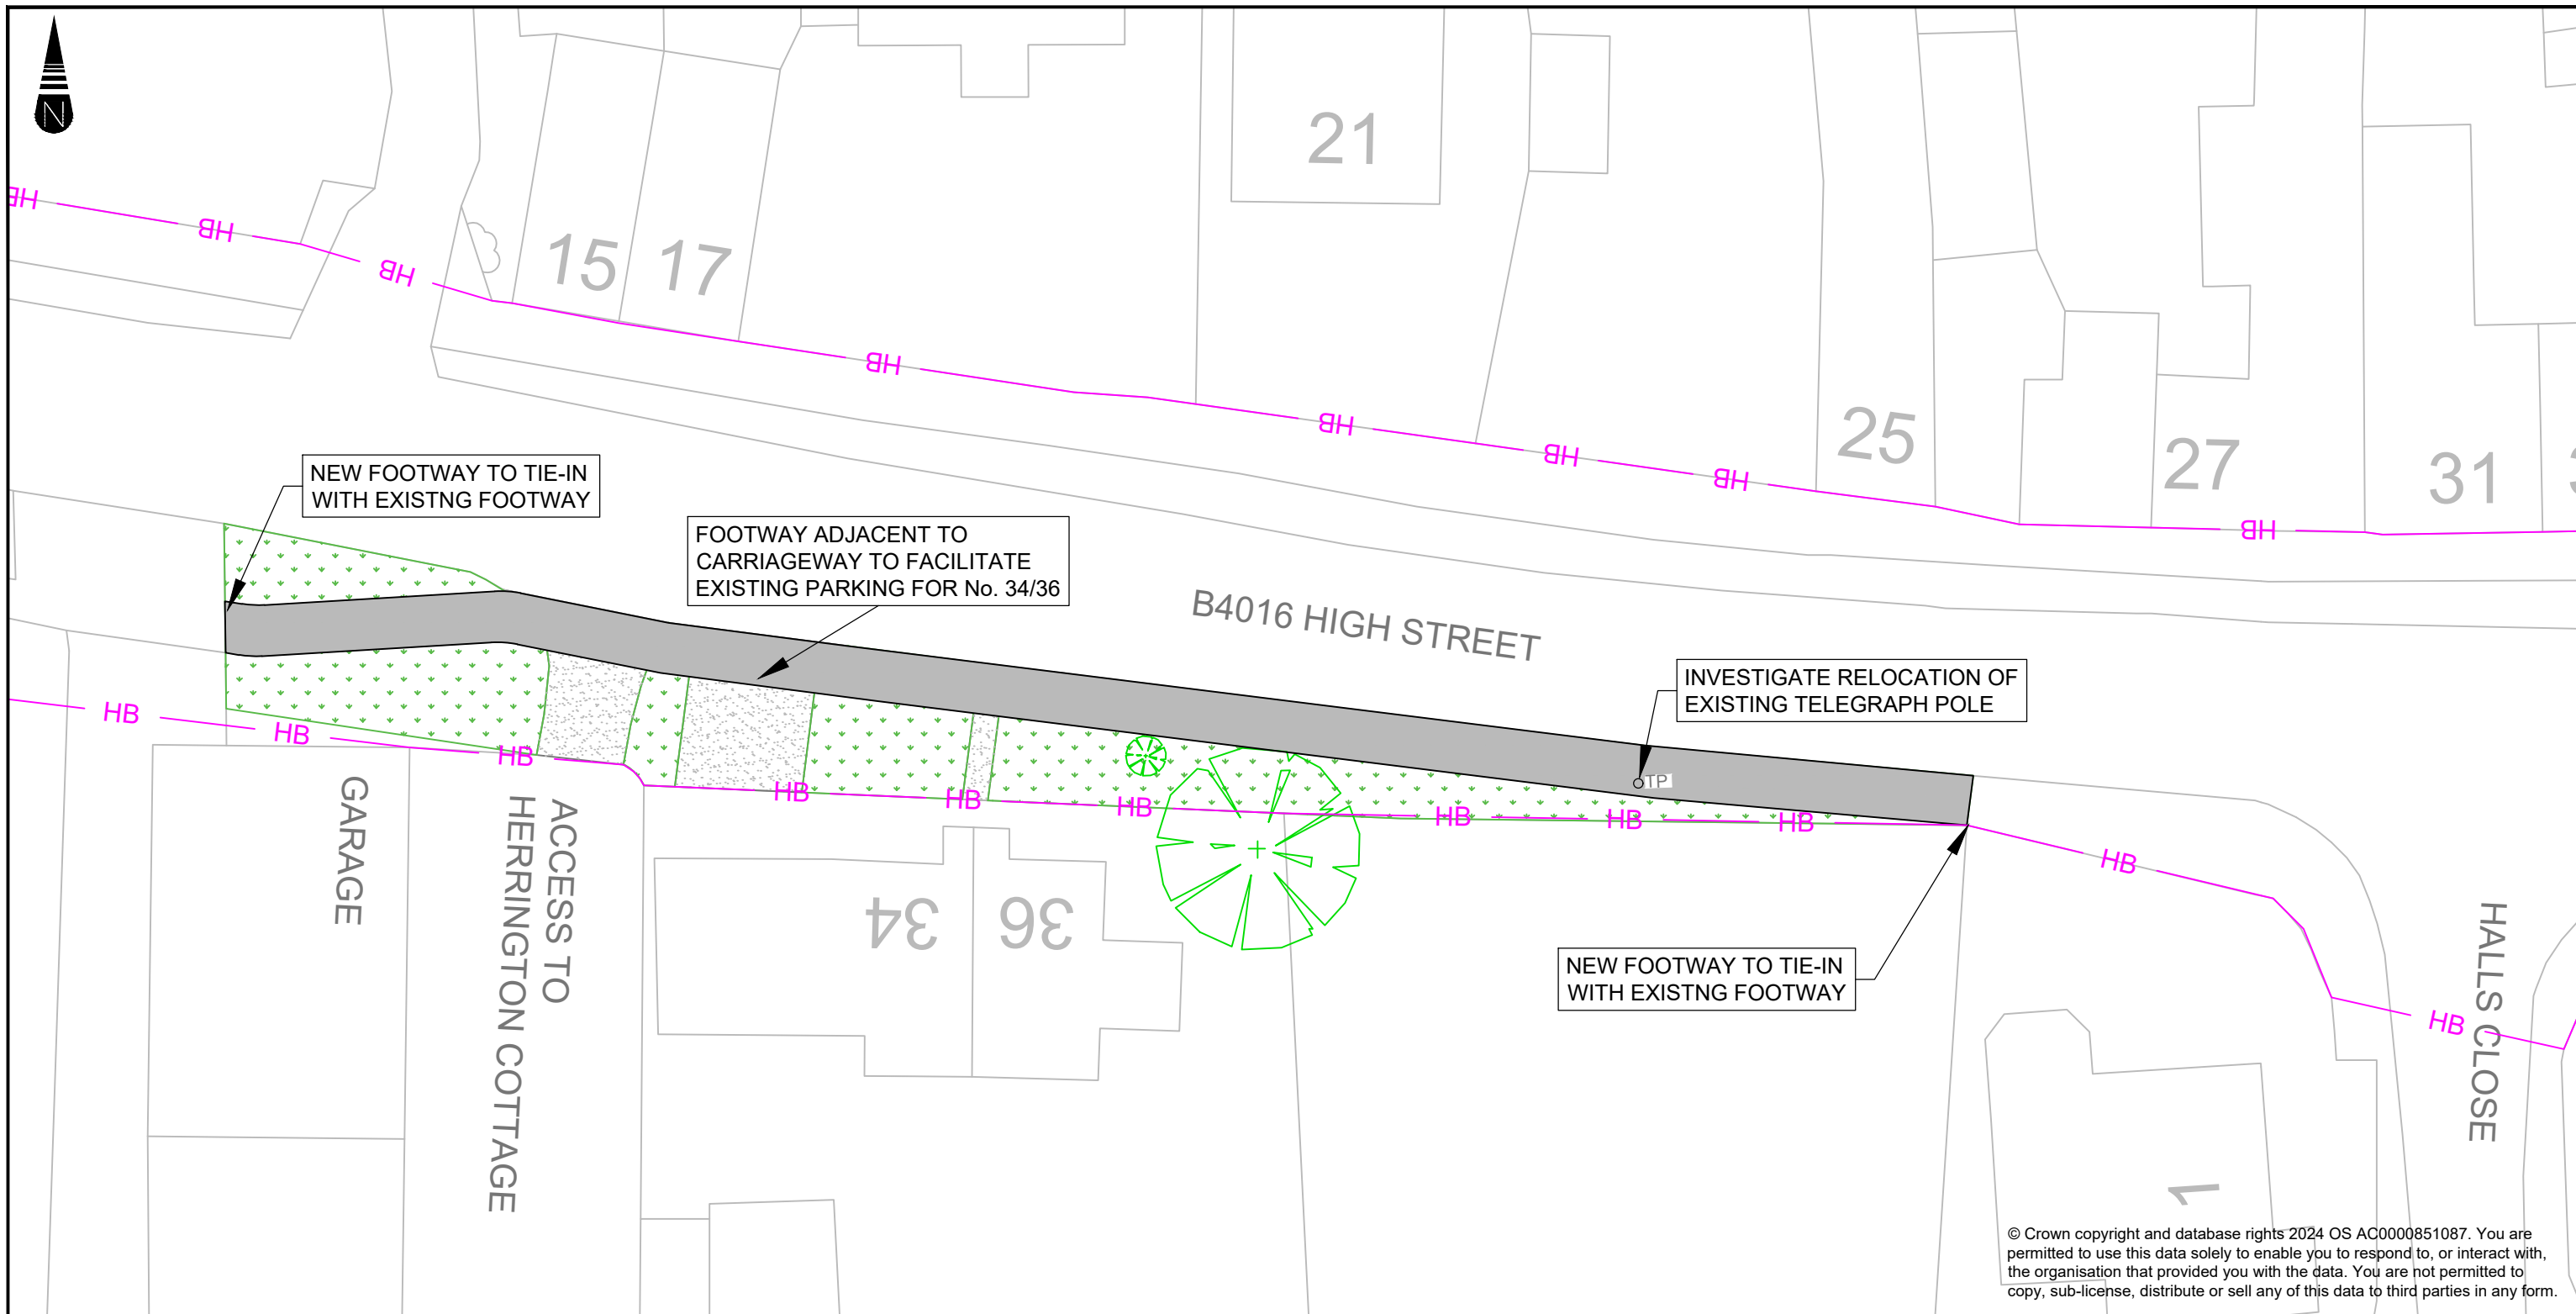 N
21
15
17
HB
HB
HB
HB
HB
HB
HB
HB
25
27
31
NEW FOOTWAY TO TIE-IN
WITH EXISTNG FOOTWAY
FOOTWAY ADJACENT TO
CARRIAGEWAY TO FACILITATE
EXISTING PARKING FOR No. 34/36
B4016 HIGH STREET
INVESTIGATE RELOCATION OF
EXISTING TELEGRAPH POLE
TP
HB
HB
HB
HB
HB
HB
HB
HB
HB
HB
HB
GARAGE
ACCESS TO
HERRINGTON COTTAGE
34
36
NEW FOOTWAY TO TIE-IN
WITH EXISTNG FOOTWAY
HALLS CLOSE
1
© Crown copyright and database rights 2024 OS AC0000851087. You are
permitted to use this data solely to enable you to respond to, or interact with,
the organisation that provided you with the data. You are not permitted to
copy, sub-license, distribute or sell any of this data to third parties in any form.